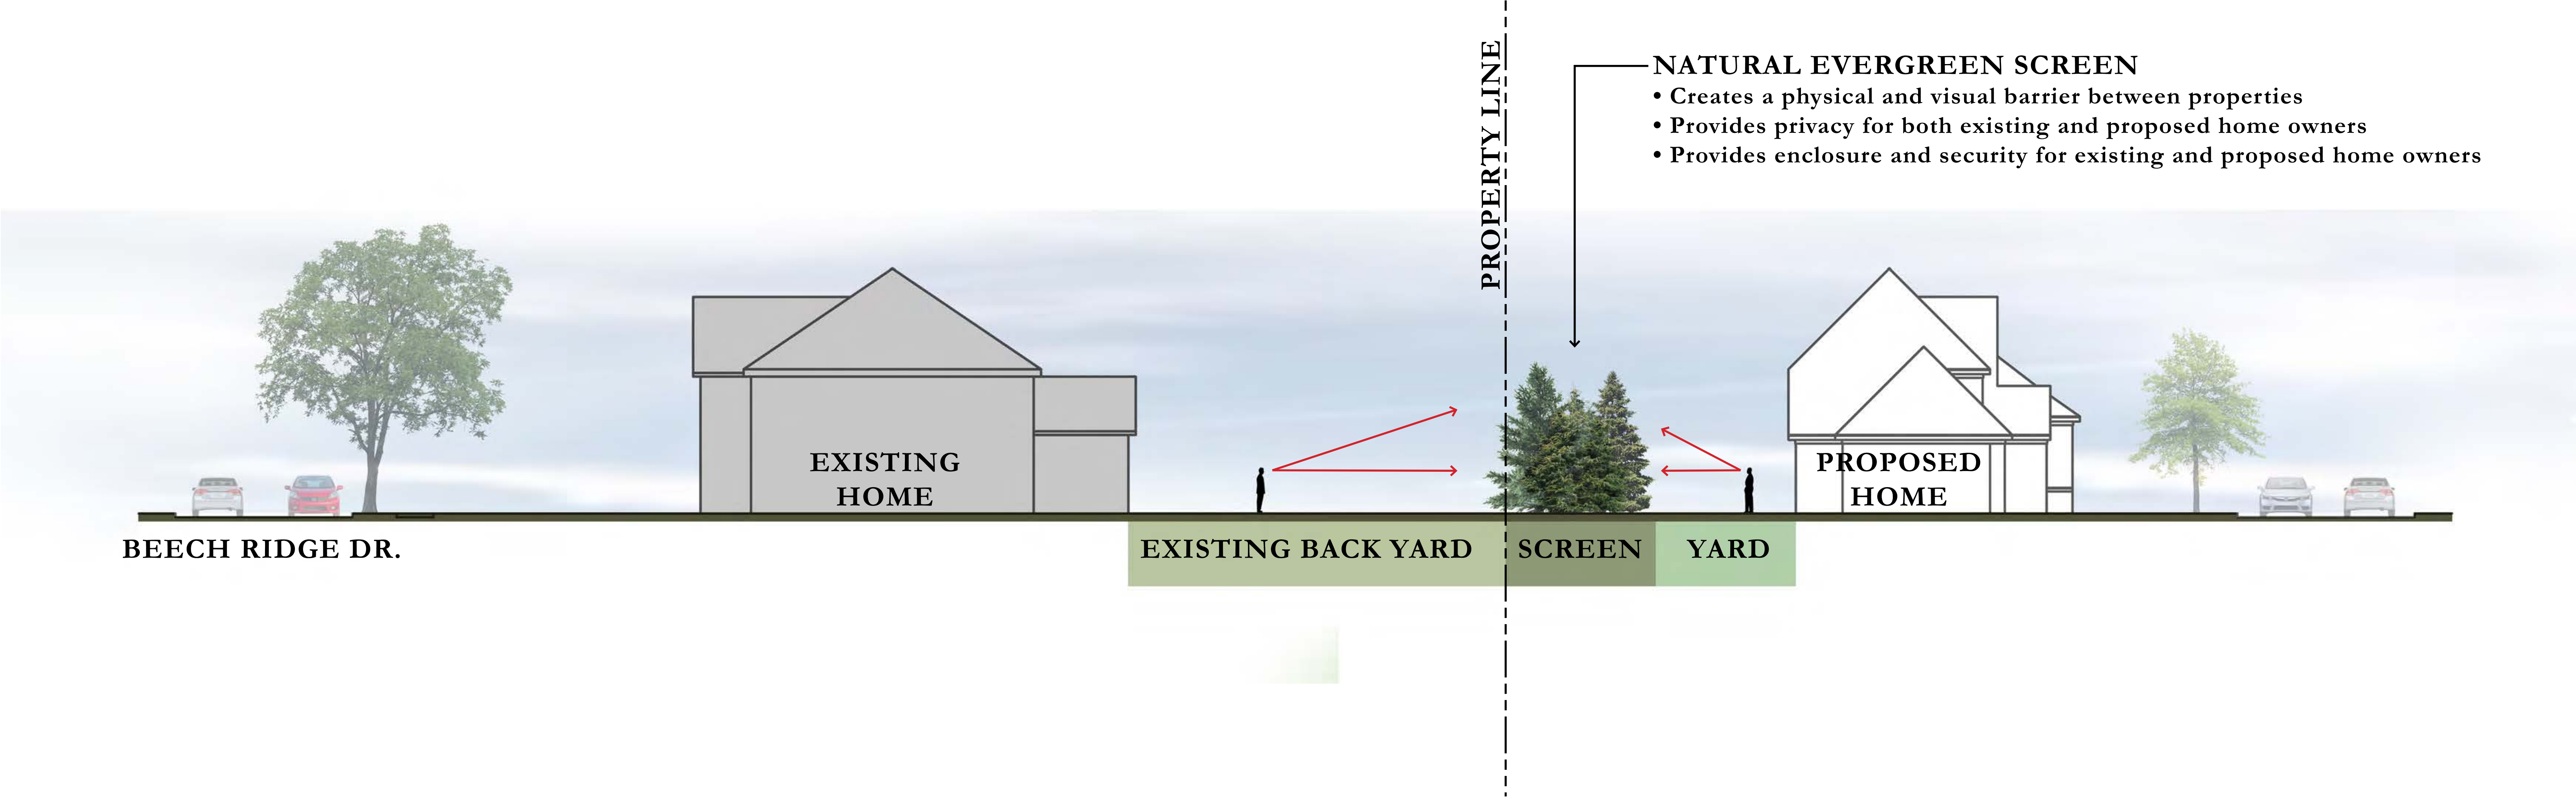 PROPERTY LINE
NATURAL EVERGREEN SCREEN
• Creates a physical and visual barrier between properties
• Provides privacy for both existing and proposed home owners
• Provides enclosure and security for existing and proposed home owners
EXISTING
HOME
PROPOSED
HOME
BEECH RIDGE DR.
EXISTING BACK YARD
SCREEN
YARD